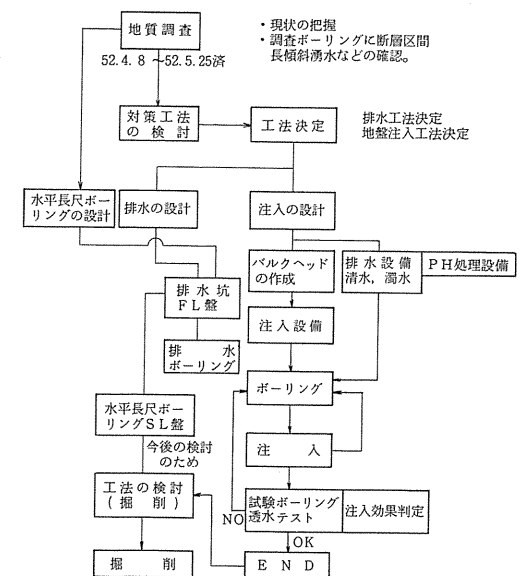 地質調査
・現状の把握
・調査ボーリングに断層区間
長傾斜湧水などの確認。
52.4.8 〜52.5.25済
対策工法
の検討
工法決定
排水工法決定
地盤注入工法決定
水平長尺ボー
リングの設計
排水の設計
注入の設計
バルクヘッド
の作成
排水設備
清水，濁水
PH処理設備
排水坑
FL盤
注入設備
排水
ボーリング
ボーリング
水平長尺ボー
リングSL盤
今後の検討
のため
注入
工法の検討
(掘削)
試験ボーリング
透水テスト
注入効果判定
NO
OK
掘削
END